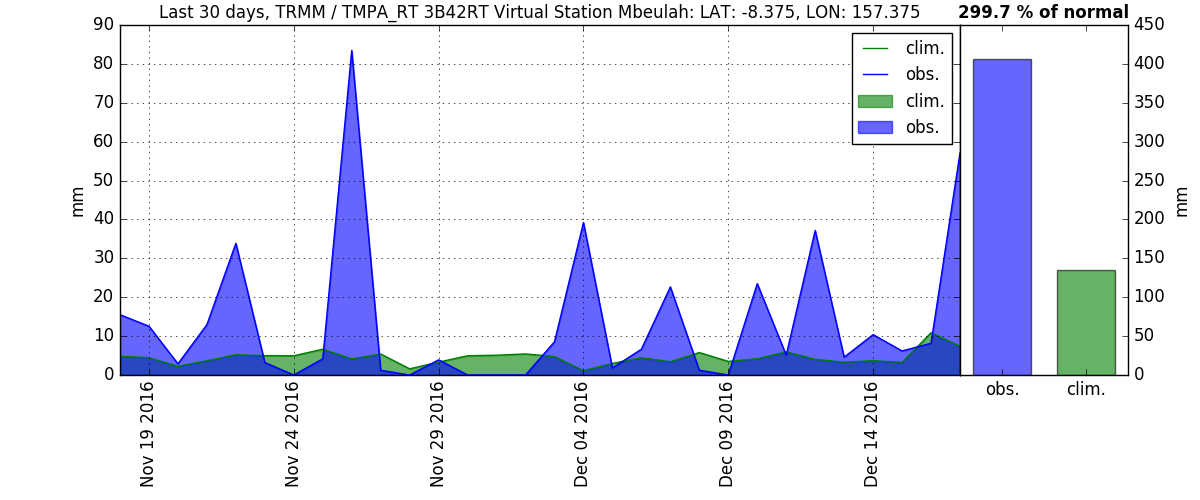 Last 30 days, TRMM / TMPA_RT 3B42RT Virtual Station Mbeulah: LAT: -8.375, LON: 157.375
299.7 % of normal
90
80
70
60
50
40
30
20
10
0
mm
clim.
obs.
clim.
obs.
Nov 19 2016
Nov 24 2016
Nov 29 2016
Dec 04 2016
Dec 09 2016
Dec 14 2016
450
400
350
300
250
200
150
100
50
0
mm
obs.
clim.